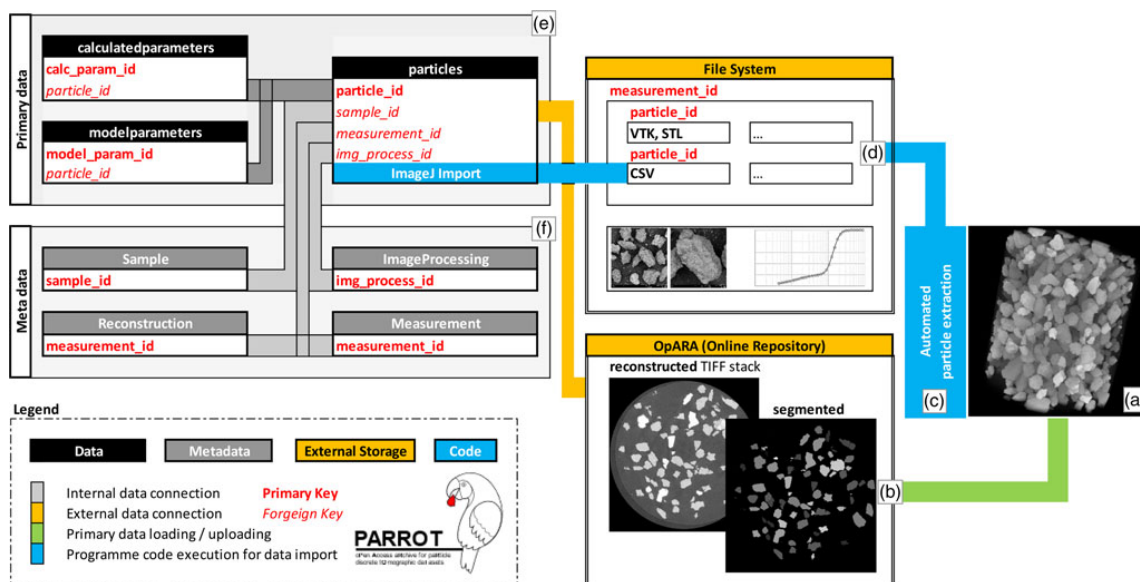 (e)
Primary data
calculatedparameters
calc_param_id
particle_id
modelparameters
model_param_id
particle_id
particles
particle_id
sample_id
measurement_id
img_process_id
ImageJ Import
(f)
Meta data
Sample
sample_id
Reconstruction
measurement_id
ImageProcessing
img_process_id
Measurement
measurement_id
File System
measurement_id
particle_id
VTK, STL
...
particle_id
CSV
...
(d)
Automated
particle extraction
(c)
(a)
OpARA (Online Repository)
reconstructed TIFF stack
segmented
(b)
Legend
Data
Metadata
External Storage
Code
Internal data connection
Primary Key
External data connection
Forgeign Key
Primary data loading / uploading
Programme code execution for data import
PARROT